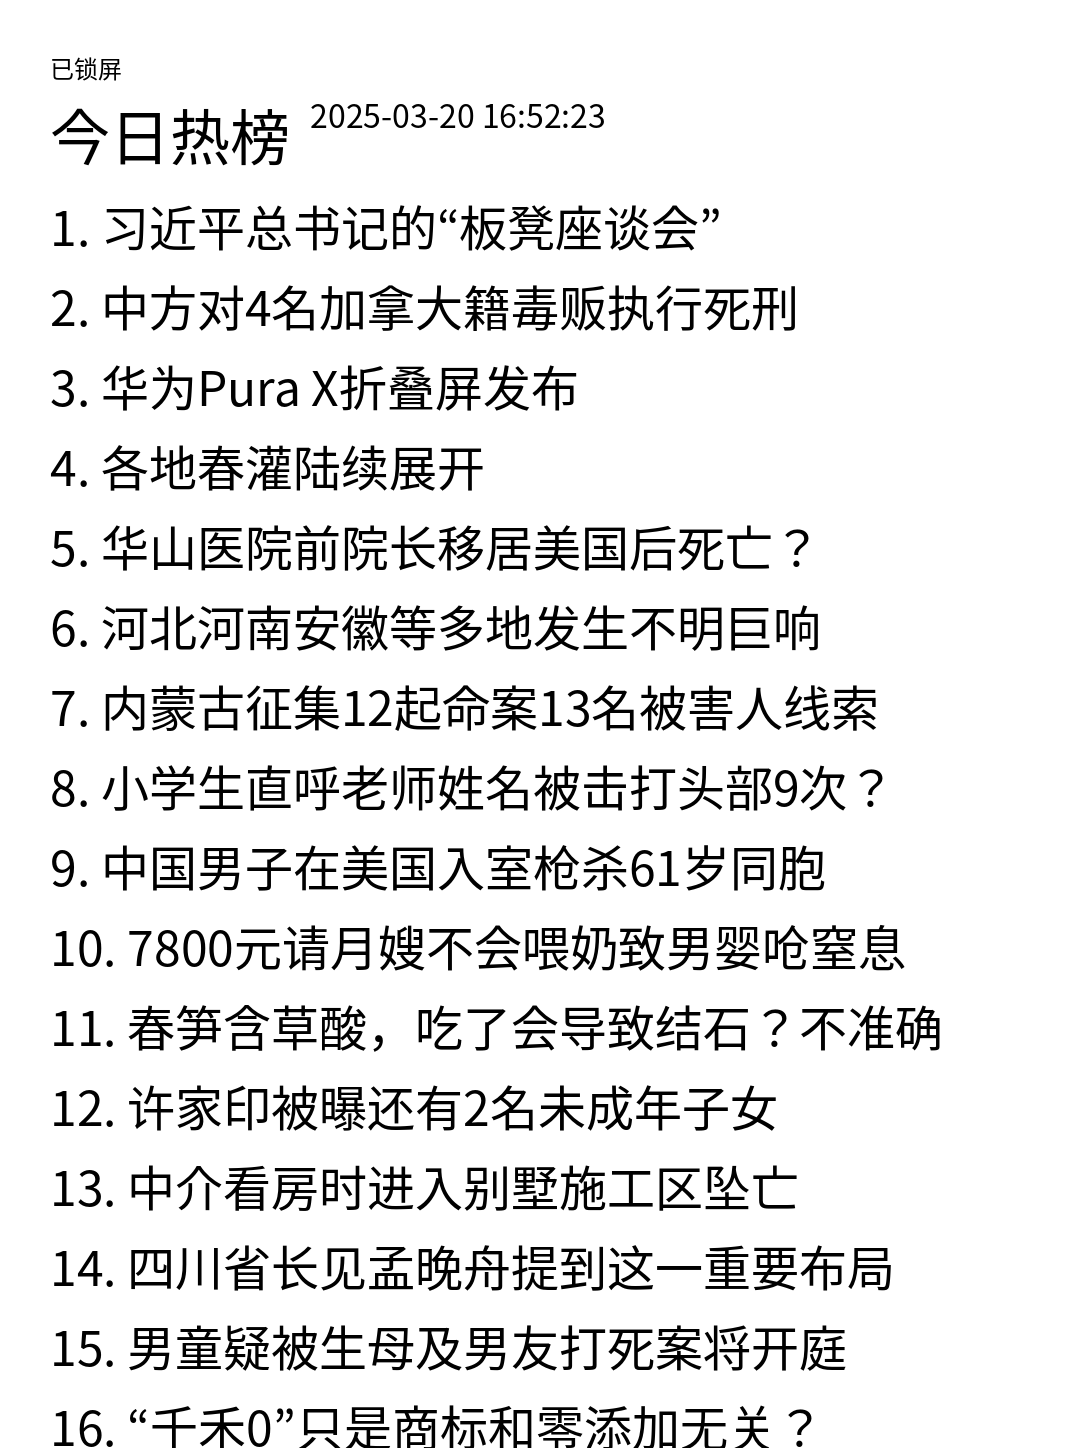 已锁屏
今日热榜 2025-03-20 16:52:23
1. 习近平总书记的“板凳座谈会”
2. 中方对4名加拿大籍毒贩执行死刑
3. 华为Pura X折叠屏发布
4. 各地春灌陆续展开
5. 华山医院前院长移居美国后死亡？
6. 河北河南安徽等多地发生不明巨响
7. 内蒙古征集12起命案13名被害人线索
8. 小学生直呼老师姓名被击打头部9次？
9. 中国男子在美国入室枪杀61岁同胞
10. 7800元请月嫂不会喂奶致男婴呛窒息
11. 春笋含草酸，吃了会导致结石？不准确
12. 许家印被曝还有2名未成年子女
13. 中介看房时进入别墅施工区坠亡
14. 四川省长见孟晚舟提到这一重要布局
15. 男童疑被生母及男友打死案将开庭
16. “千禾0”只是商标和零添加无关？